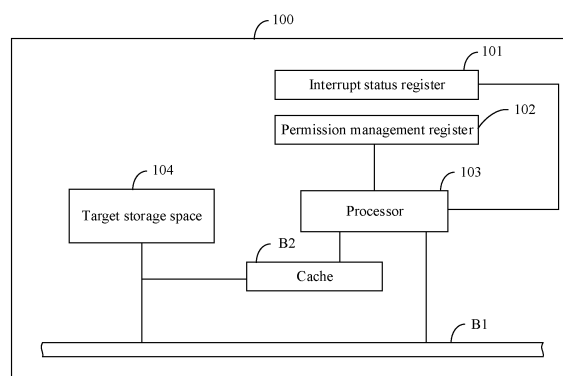 100
101
Interrupt status register
102
Permission management register
104
103
Target storage space
Processor
B2
Cache
B1